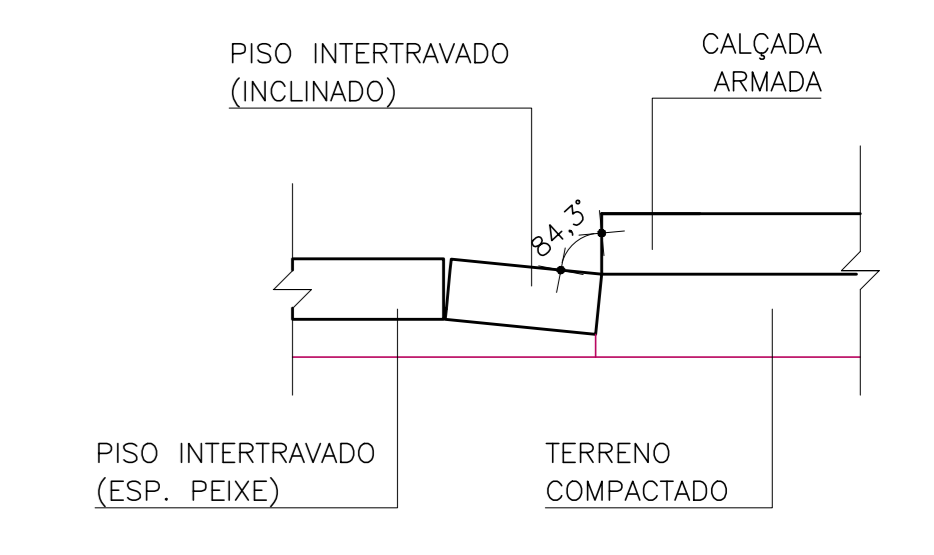 PISO INTERTRAVADO
(INCLINADO)
CALÇADA
ARMADA
84,3°
PISO INTERTRAVADO
(ESP. PEIXE)
TERRENO
COMPACTADO